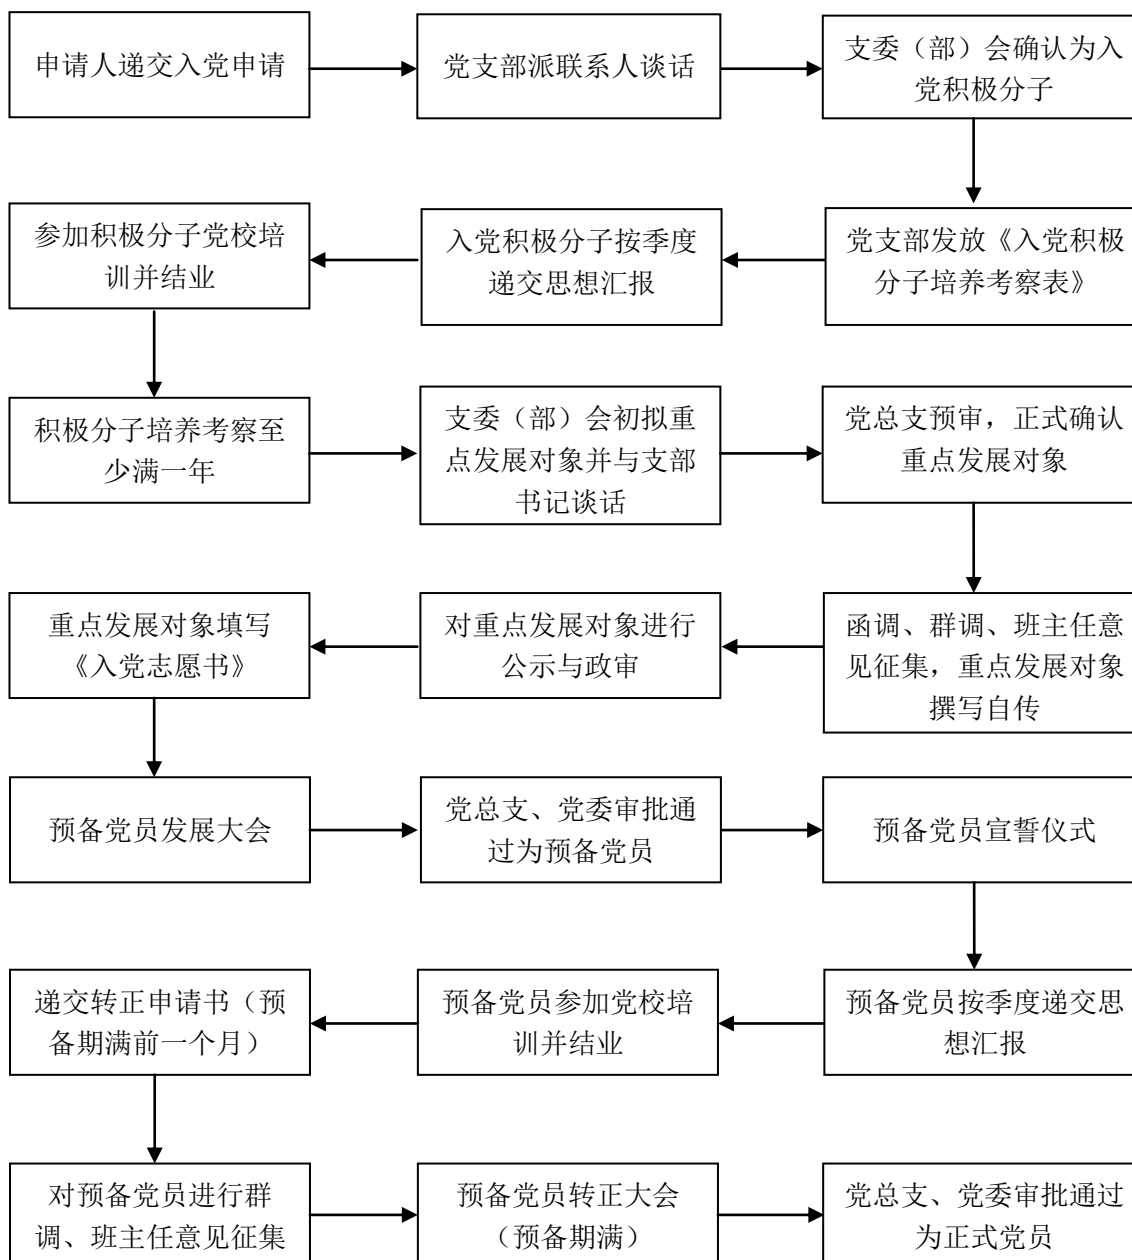 申请人递交入党申请
党支部派联系人谈话
支委（部）会确认为入
党积极分子
党支部发放《入党积极
分子培养考察表》
入党积极分子按季度
递交思想汇报
参加积极分子党校培
训并结业
积极分子培养考察至
少满一年
支委（部）会初拟重
点发展对象并与支部
书记谈话
党总支预审，正式确认
重点发展对象
函调、群调、班主任意
见征集，重点发展对象
撰写自传
对重点发展对象进行
公示与政审
重点发展对象填写
《入党志愿书》
预备党员发展大会
党总支、党委审批通
过为预备党员
预备党员宣誓仪式
预备党员按季度递交思
想汇报
预备党员参加党校培
训并结业
递交转正申请书（预
备期满前一个月）
对预备党员进行群
调、班主任意见征集
预备党员转正大会
（预备期满）
党总支、党委审批通过
为正式党员